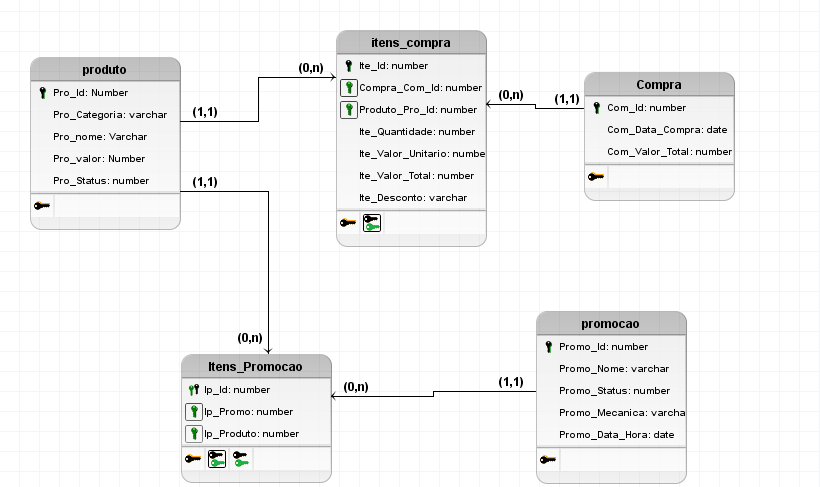 produto
Pro_Id: Number
Pro_Categoria: varchar
Pro_nome: Varchar
Pro_valor: Number
Pro_Status: number
(1,1)
(0,n)
(1,1)
(0,n)
itens_compra
Ite_Id: number
Compra_Com_Id: number
Produto_Pro_Id: number
Ite_Quantidade: number
Ite_Valor_Unitario: numbe
Ite_Valor_Total: number
Ite_Desconto: varchar
(0,n)
(1,1)
Compra
Com_Id: number
Com_Data_Compra: date
Com_Valor_Total: number
Itens_Promocao
Ip_Id: number
Ip_Promo: number
Ip_Produto: number
(0,n)
(1,1)
promocao
Promo_Id: number
Promo_Nome: varchar
Promo_Status: number
Promo_Mecanica: varcha
Promo_Data_Hora: date